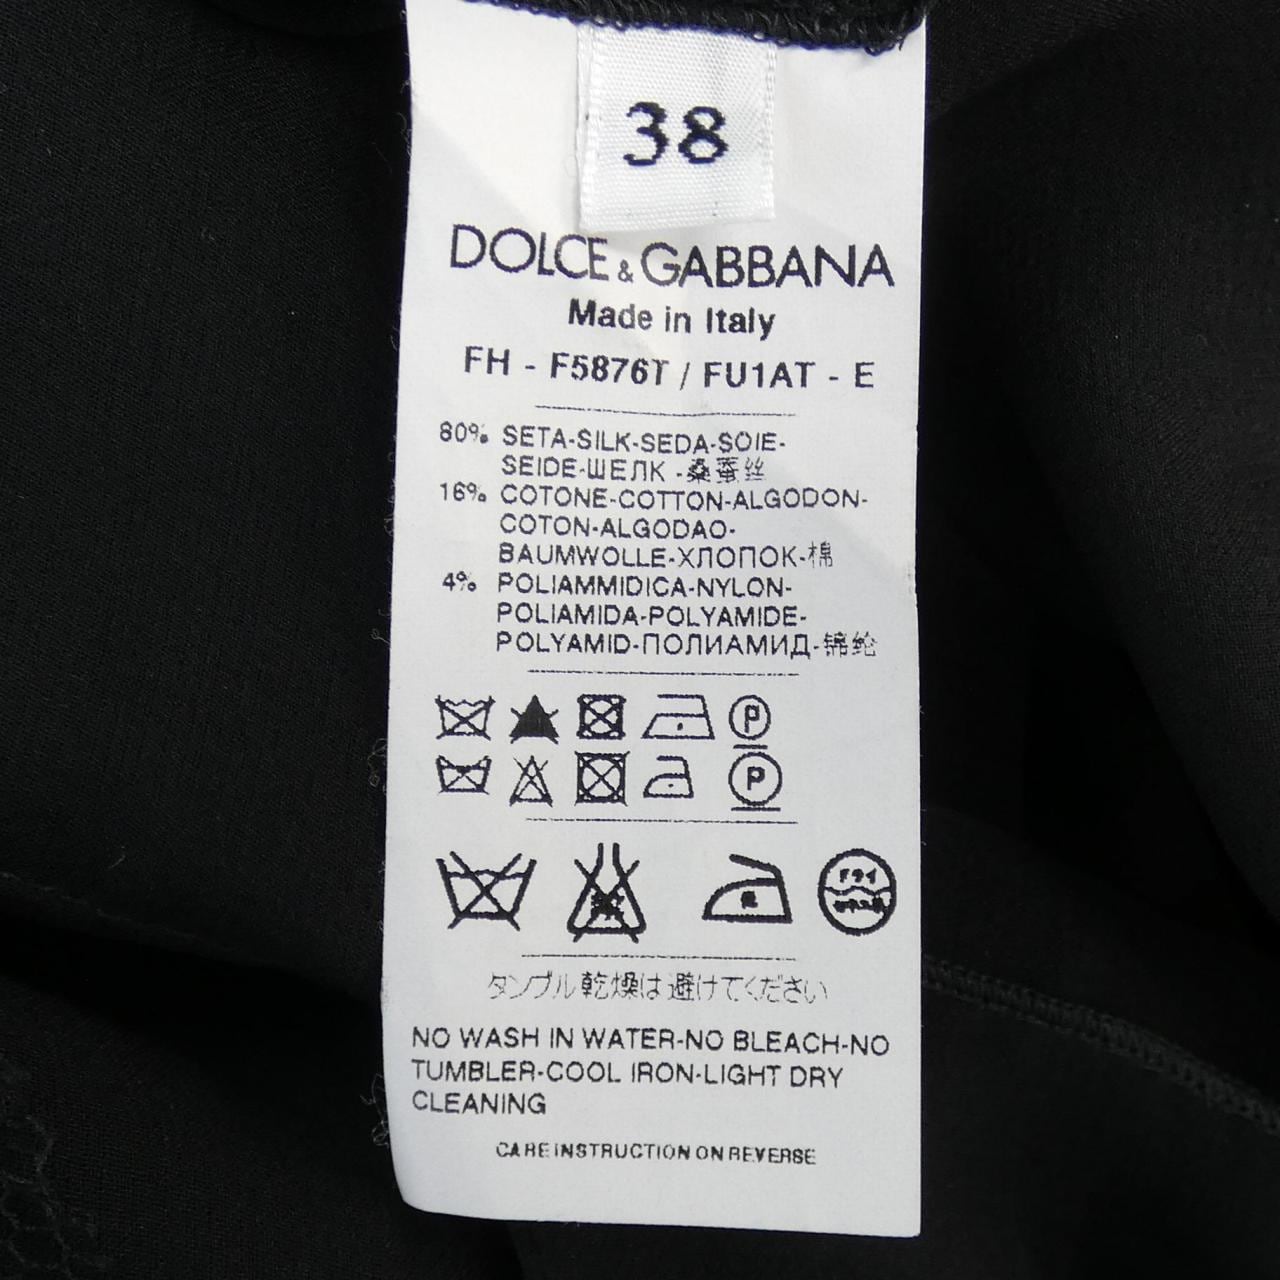 38
DOLCE & GABBANA
Made in Italy
FH - F5876T / FU1AT - E
80% SETA-SILK-SEDA-SOIE-
SEIDE-ШЕЛК -桑蚕丝
16% COTONE-COTTON-ALGODON-
COTON-ALGODAO-
BAUMWOLLE-ХЛОПОК-棉
4% POLIAMMIDICA-NYLON-
POLIAMIDA-POLYAMIDE-
POLYAMID-ПОЛИАМИД-锦纶
P
P
ドライ
タンブル乾燥は避けてください
NO WASH IN WATER-NO BLEACH-NO
TUMBLER-COOL IRON-LIGHT DRY
CLEANING
CARE INSTRUCTION ON REVERSE